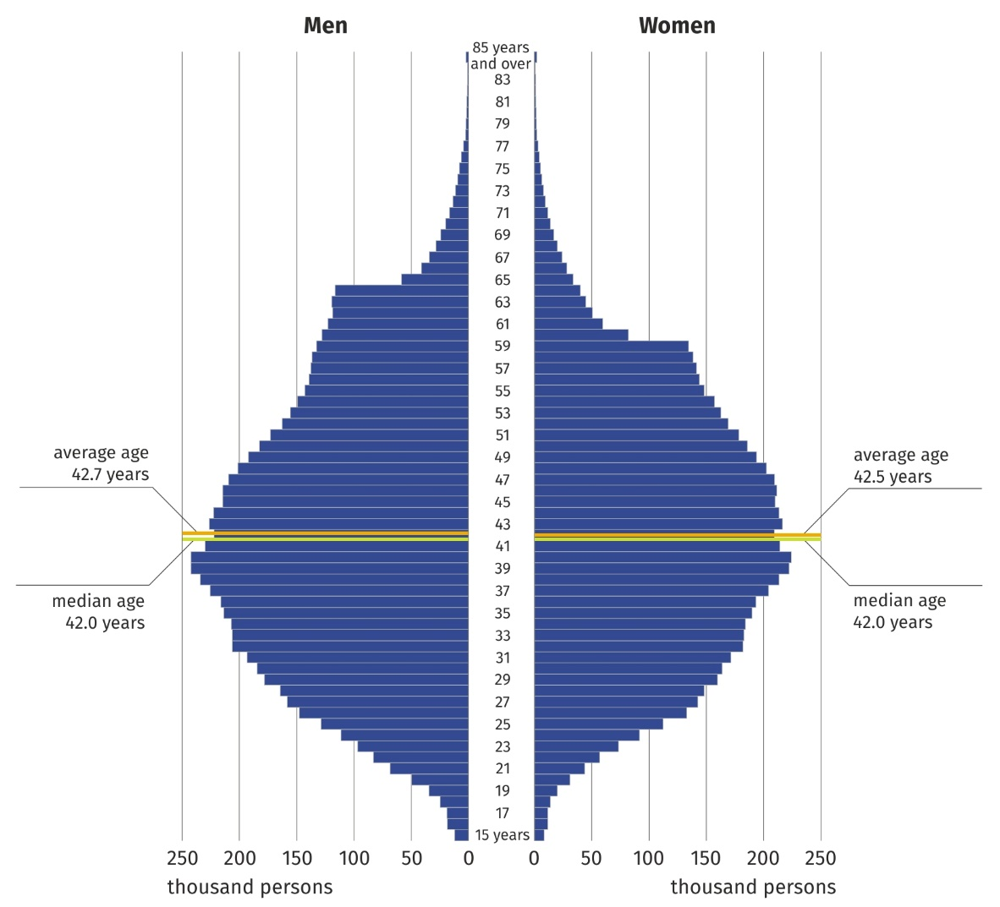 Men
Women
85 years
and over
83
81
79
77
75
73
71
69
67
65
63
61
59
57
55
53
51
49
47
45
43
41
39
37
35
33
31
29
27
25
23
21
19
17
15 years
average age
42.7 years
median age
42.0 years
average age
42.5 years
median age
42.0 years
250 200 150 100 50 0
0 50 100 150 200 250
thousand persons
thousand persons